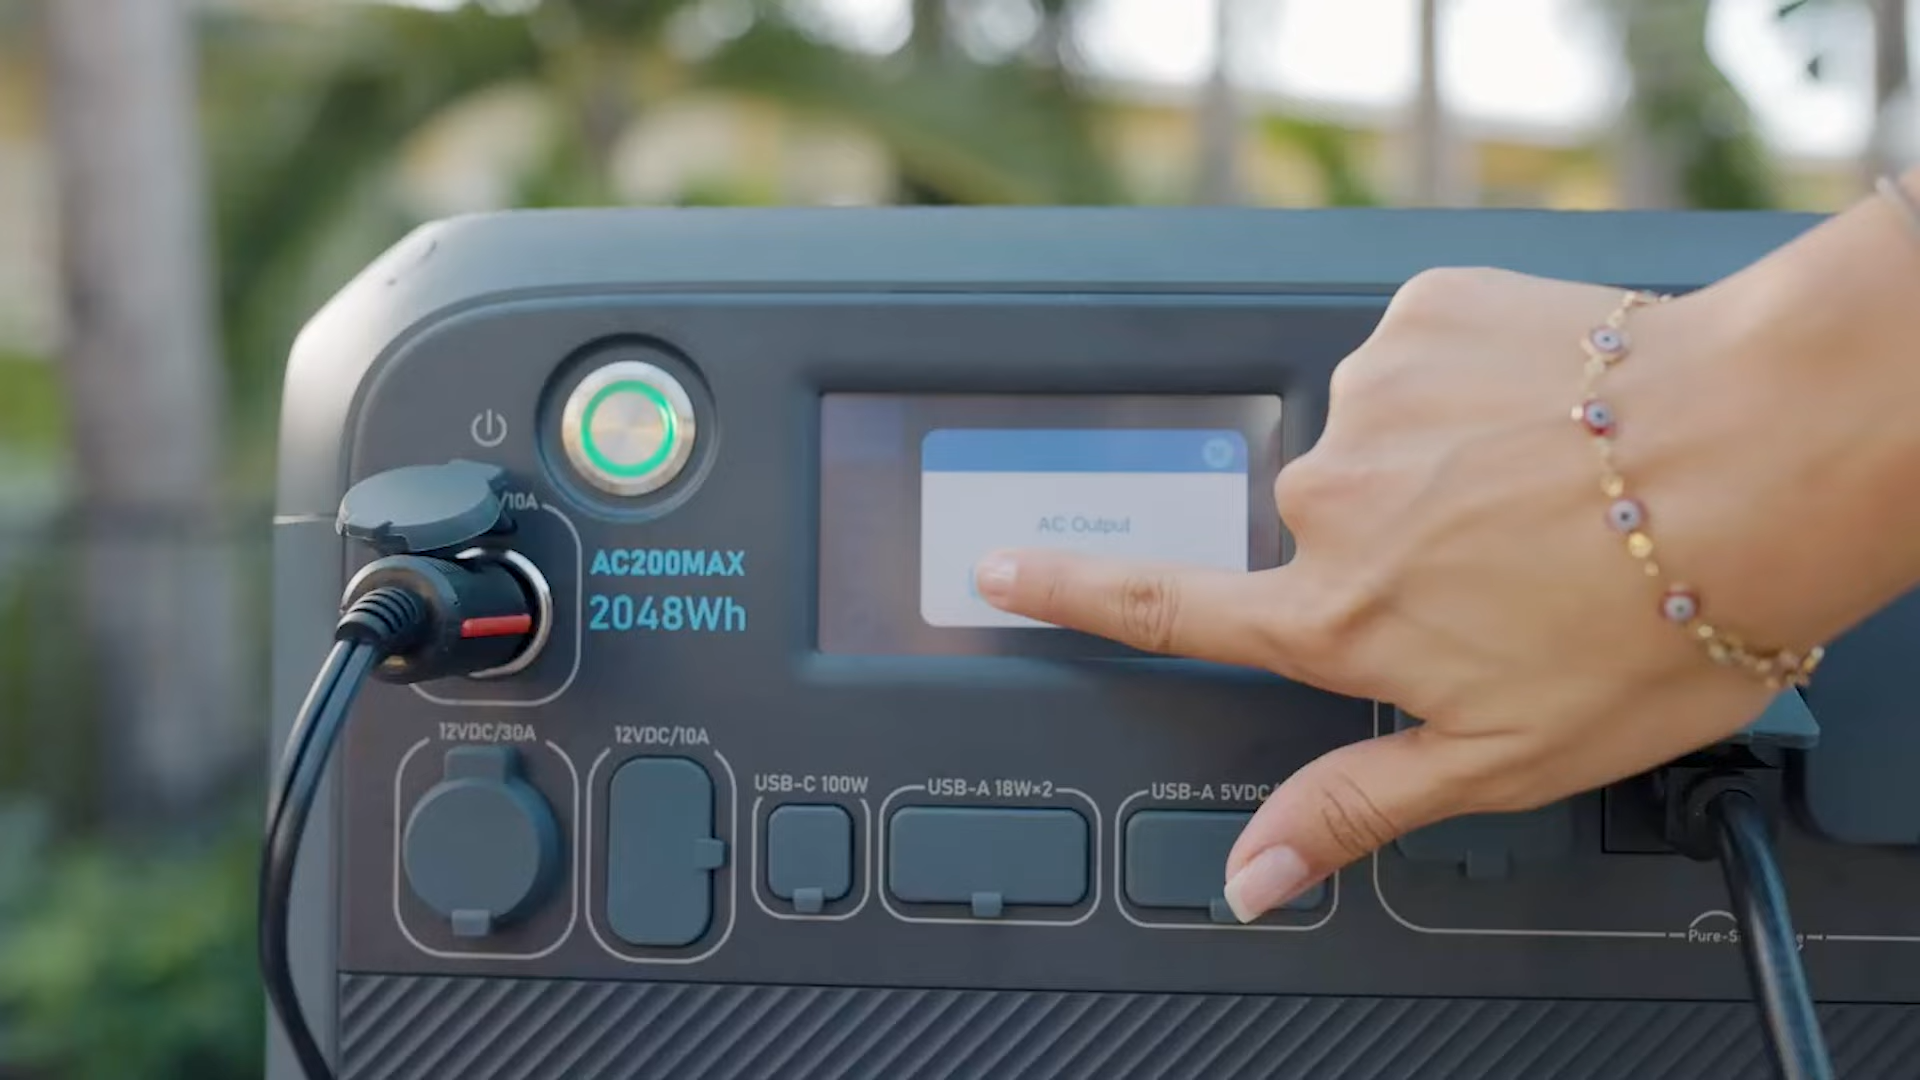 /10A
AC200MAX
2048Wh
AC Output
12VDC/30A
12VDC/10A
USB-C 100W
USB-A 18W×2
USB-A 5VDC/
Pure-S